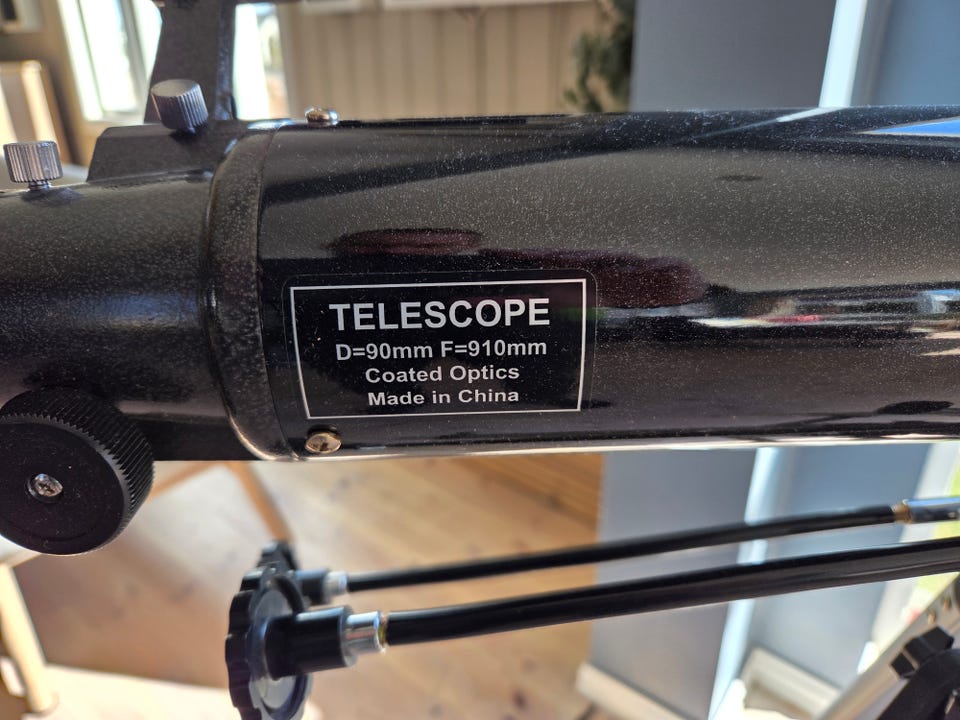 TELESCOPE
D=90mm F=910mm
Coated Optics
Made in China